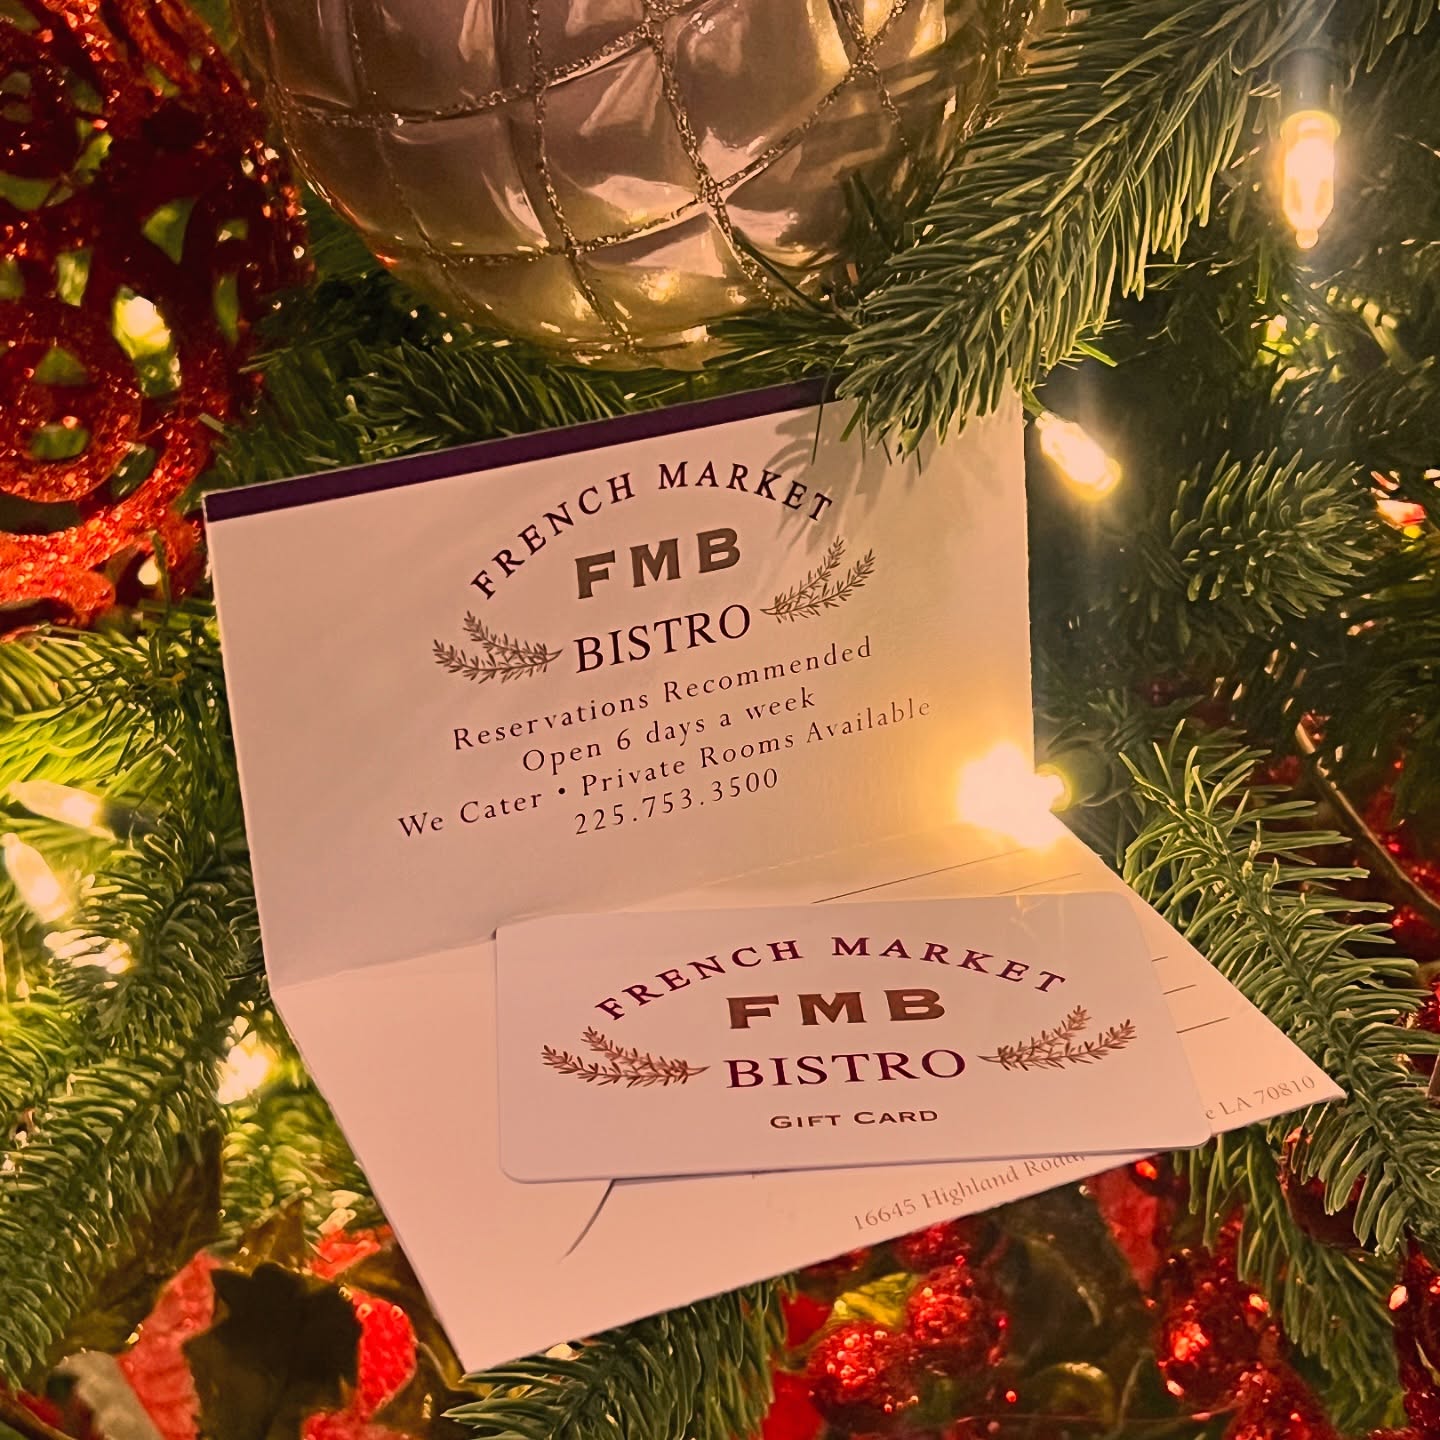 FRENCH MARKET
FMB
BISTRO
Reservations Recommended
Open 6 days a week
We Cater • Private Rooms Available
225.753.3500
FRENCH MARKET
FMB
BISTRO
GIFT CARD
16645 Highland LA 70810